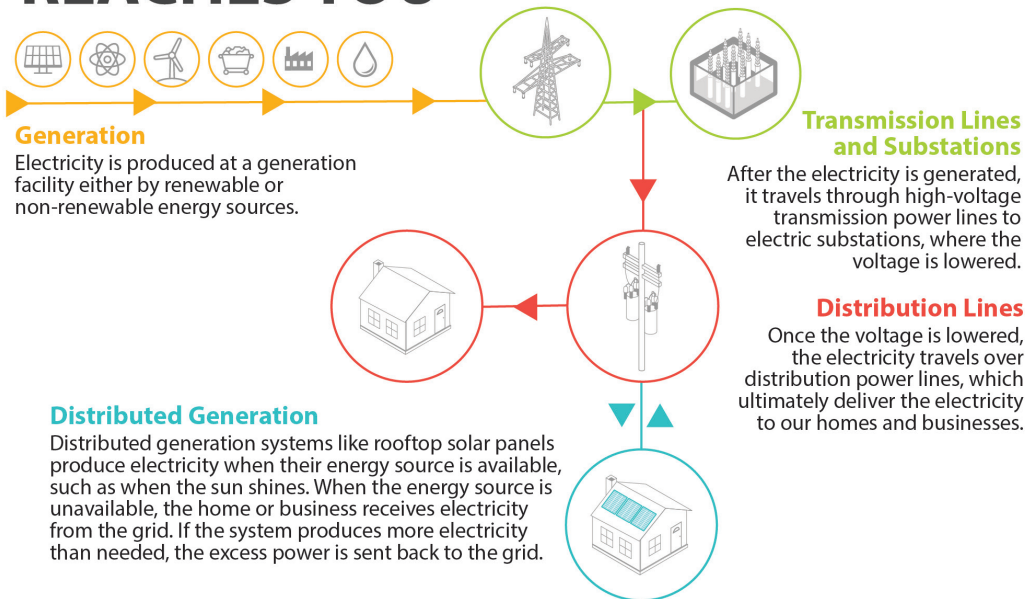 REACHES YOU
Generation
Electricity is produced at a generation
facility either by renewable or
non-renewable energy sources.
Transmission Lines
and Substations
After the electricity is generated,
it travels through high-voltage
transmission power lines to
electric substations, where the
voltage is lowered.
Distribution Lines
Once the voltage is lowered,
the electricity travels over
distribution power lines, which
ultimately deliver the electricity
to our homes and businesses.
Distributed Generation
Distributed generation systems like rooftop solar panels
produce electricity when their energy source is available,
such as when the sun shines. When the energy source is
unavailable, the home or business receives electricity
from the grid. If the system produces more electricity
than needed, the excess power is sent back to the grid.